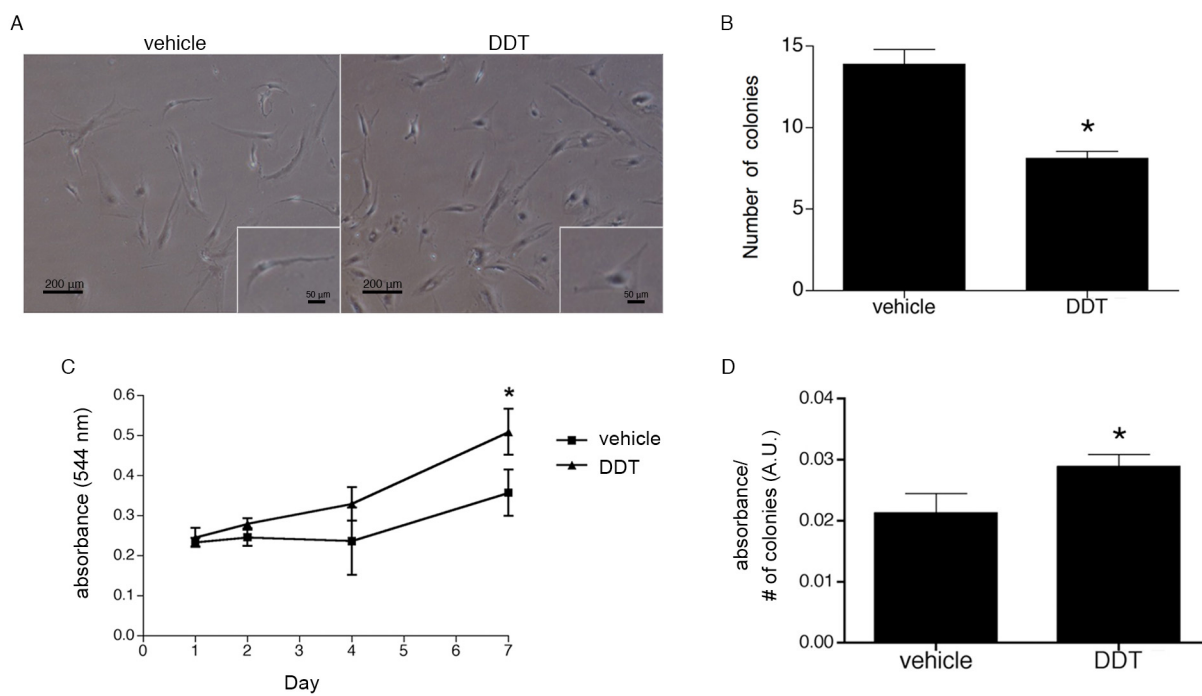 A
vehicle
DDT
200 µm
50 µm
200 µm
50 µm
B
Number of colonies
15
10
5
0
*
vehicle
DDT
C
absorbance (544 nm)
0.6
0.5
0.4
0.3
0.2
0.1
0.0
0
1
2
3
4
5
6
7
Day
*
vehicle
DDT
D
absorbance/
# of colonies (A.U.)
0.04
0.03
0.02
0.01
0.00
*
vehicle
DDT